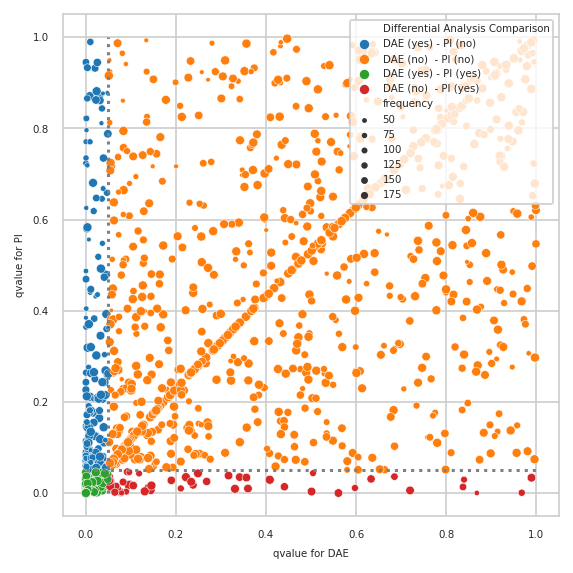 Differential Analysis Comparison
DAE (yes) - PI (no)
DAE (no)  - PI (no)
DAE (yes) - PI (yes)
DAE (no)  - PI (yes)
frequency
50
75
100
125
150
175
1.0
0.8
0.6
0.4
0.2
0.0
qvalue for PI
0.0 0.2 0.4 0.6 0.8 1.0
qvalue for DAE